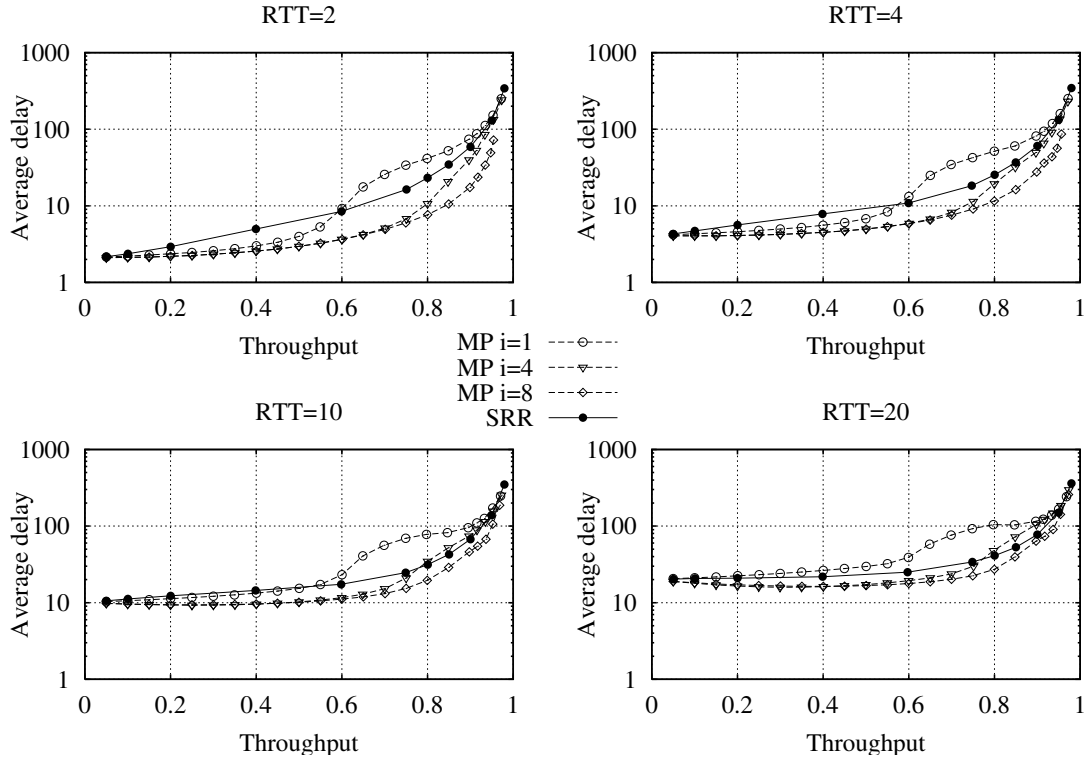 RTT=2
1000
100
10
1
Average delay
0 0.2 0.4 0.6 0.8 1
Throughput
RTT=4
1000
100
10
1
Average delay
0 0.2 0.4 0.6 0.8 1
Throughput
MP i=1
MP i=4
MP i=8
SRR
RTT=10
1000
100
10
1
Average delay
0 0.2 0.4 0.6 0.8 1
Throughput
RTT=20
1000
100
10
1
Average delay
0 0.2 0.4 0.6 0.8 1
Throughput